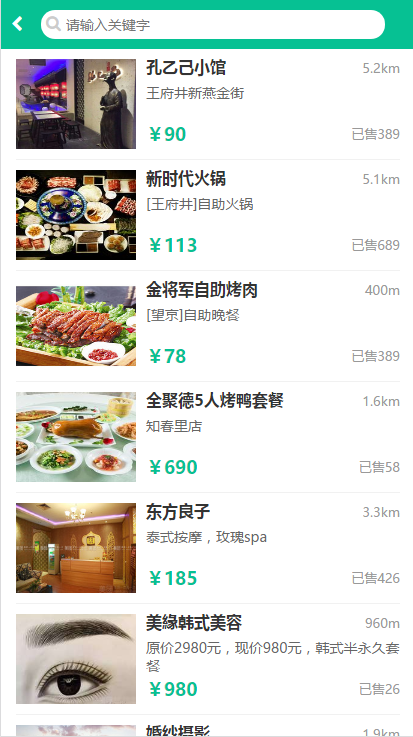 请输入关键字
孔乙己小馆 5.2km
王府井新燕金街
￥90 已售389
新时代火锅 5.1km
[王府井]自助火锅
￥113 已售689
金将军自助烤肉 400m
[望京]自助晚餐
￥78 已售389
全聚德5人烤鸭套餐 1.6km
知春里店
￥690 已售58
东方良子 3.3km
泰式按摩，玫瑰spa
￥185 已售426
美緣韩式美容 960m
原价2980元，现价980元，韩式半永久套
餐
￥980 已售26
婚纱摄影 1.9km